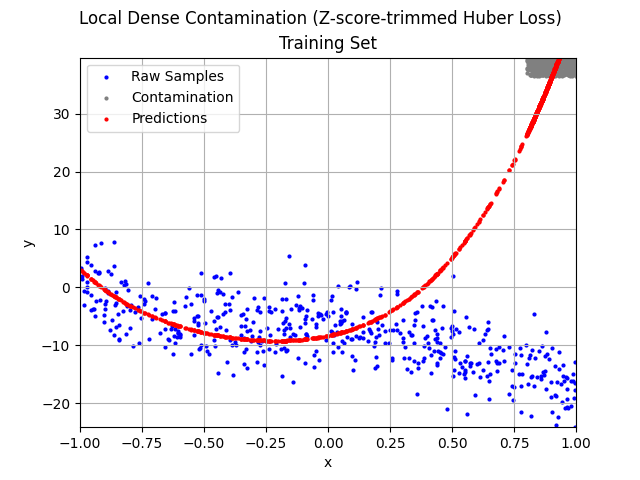 Local Dense Contamination (Z-score-trimmed Huber Loss)
Training Set
Raw Samples
Contamination
Predictions
30
20
10
0
−10
−20
y
−1.00 −0.75 −0.50 −0.25 0.00 0.25 0.50 0.75 1.00
x